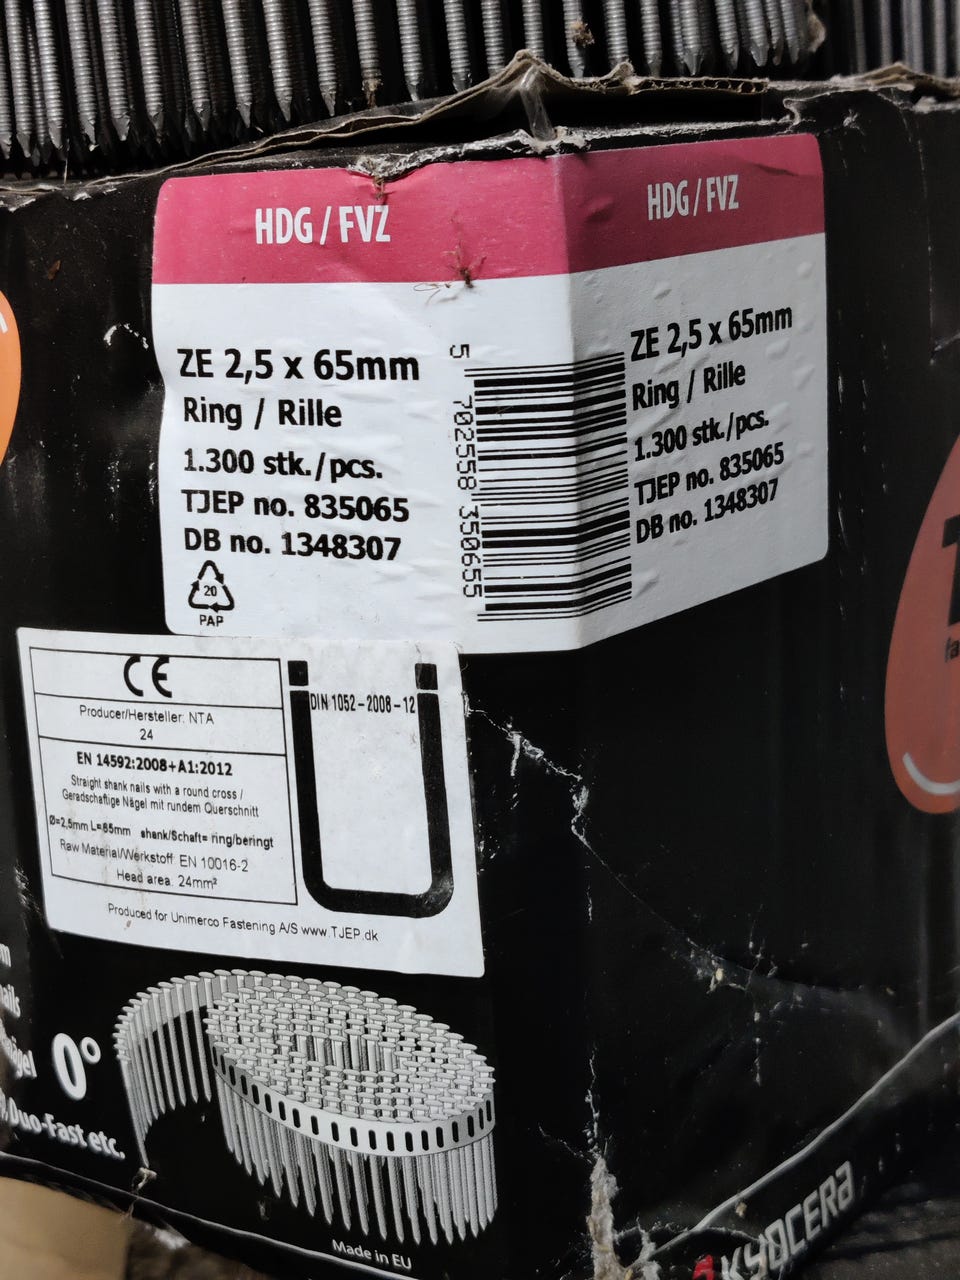 HDG / FVZ
ZE 2,5 x 65mm
Ring / Rille
1.300 stk./pcs.
TJEP no. 835065
DB no. 1348307
20
PAP
5 702558 350655
HDG / FVZ
ZE 2,5 x 65mm
Ring / Rille
1.300 stk./pcs.
TJEP no. 835065
DB no. 1348307
CE
Producer/Hersteller: NTA
24
EN 14592:2008+A1:2012
Straight shank nails with a round cross /
Geradschaftige Nägel mit rundem Querschnitt
Ø=2,5mm L=65mm shank/Schaft= ring/beringt
Raw Material/Werkstoff: EN 10016-2
Head area: 24mm²
DIN 1052-2008-12
Produced for Unimerco Fastening A/S www.TJEP.dk
0°
Duo-Fast etc.
Made in EU
KYOCERA